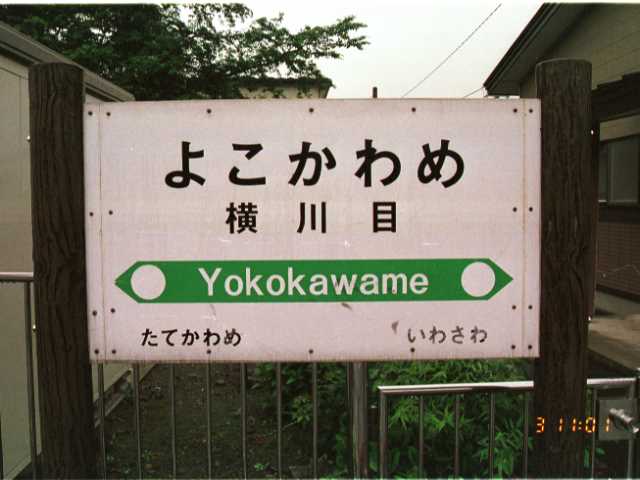 よこかわめ
横川目
Yokokawame
たてかわめ いわさわ
3 11:01